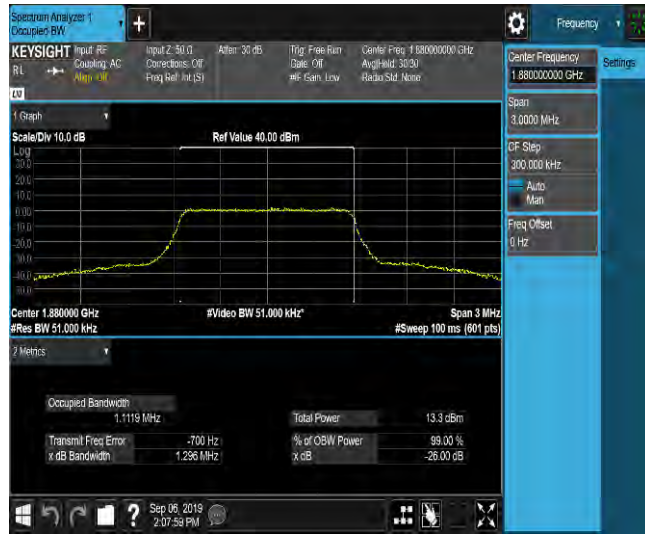 Spectrum Analyzer 1
Occupied BW
Frequency
KEYSIGHT Input: RF Input Z: 50 Ω Atten: 30 dB Trig: Free Run Center Freq: 1.880000000 GHz
RL Coupling: AC Corrections: Off Gate: Off Avg|Hold: 30/30
Align: Off Freq Ref: Int (S) #IF Gain: Low Radio Std: None
LXI
1 Graph
Scale/Div 10.0 dB Ref Value 40.00 dBm
Log
30.0
20.0
10.0
0.00
-10.0
-20.0
-30.0
-40.0
-50.0
Center 1.880000 GHz #Video BW 51.000 kHz* Span 3 MHz
#Res BW 51.000 kHz #Sweep 100 ms (601 pts)
2 Metrics
Occupied Bandwidth
1.1119 MHz Total Power 13.3 dBm
Transmit Freq Error -700 Hz % of OBW Power 99.00 %
x dB Bandwidth 1.296 MHz x dB -26.00 dB
Sep 06, 2019
2:07:59 PM
Center Frequency
1.880000000 GHz
Settings
Span
3.0000 MHz
CF Step
300.000 kHz
Auto
Man
Freq Offset
0 Hz